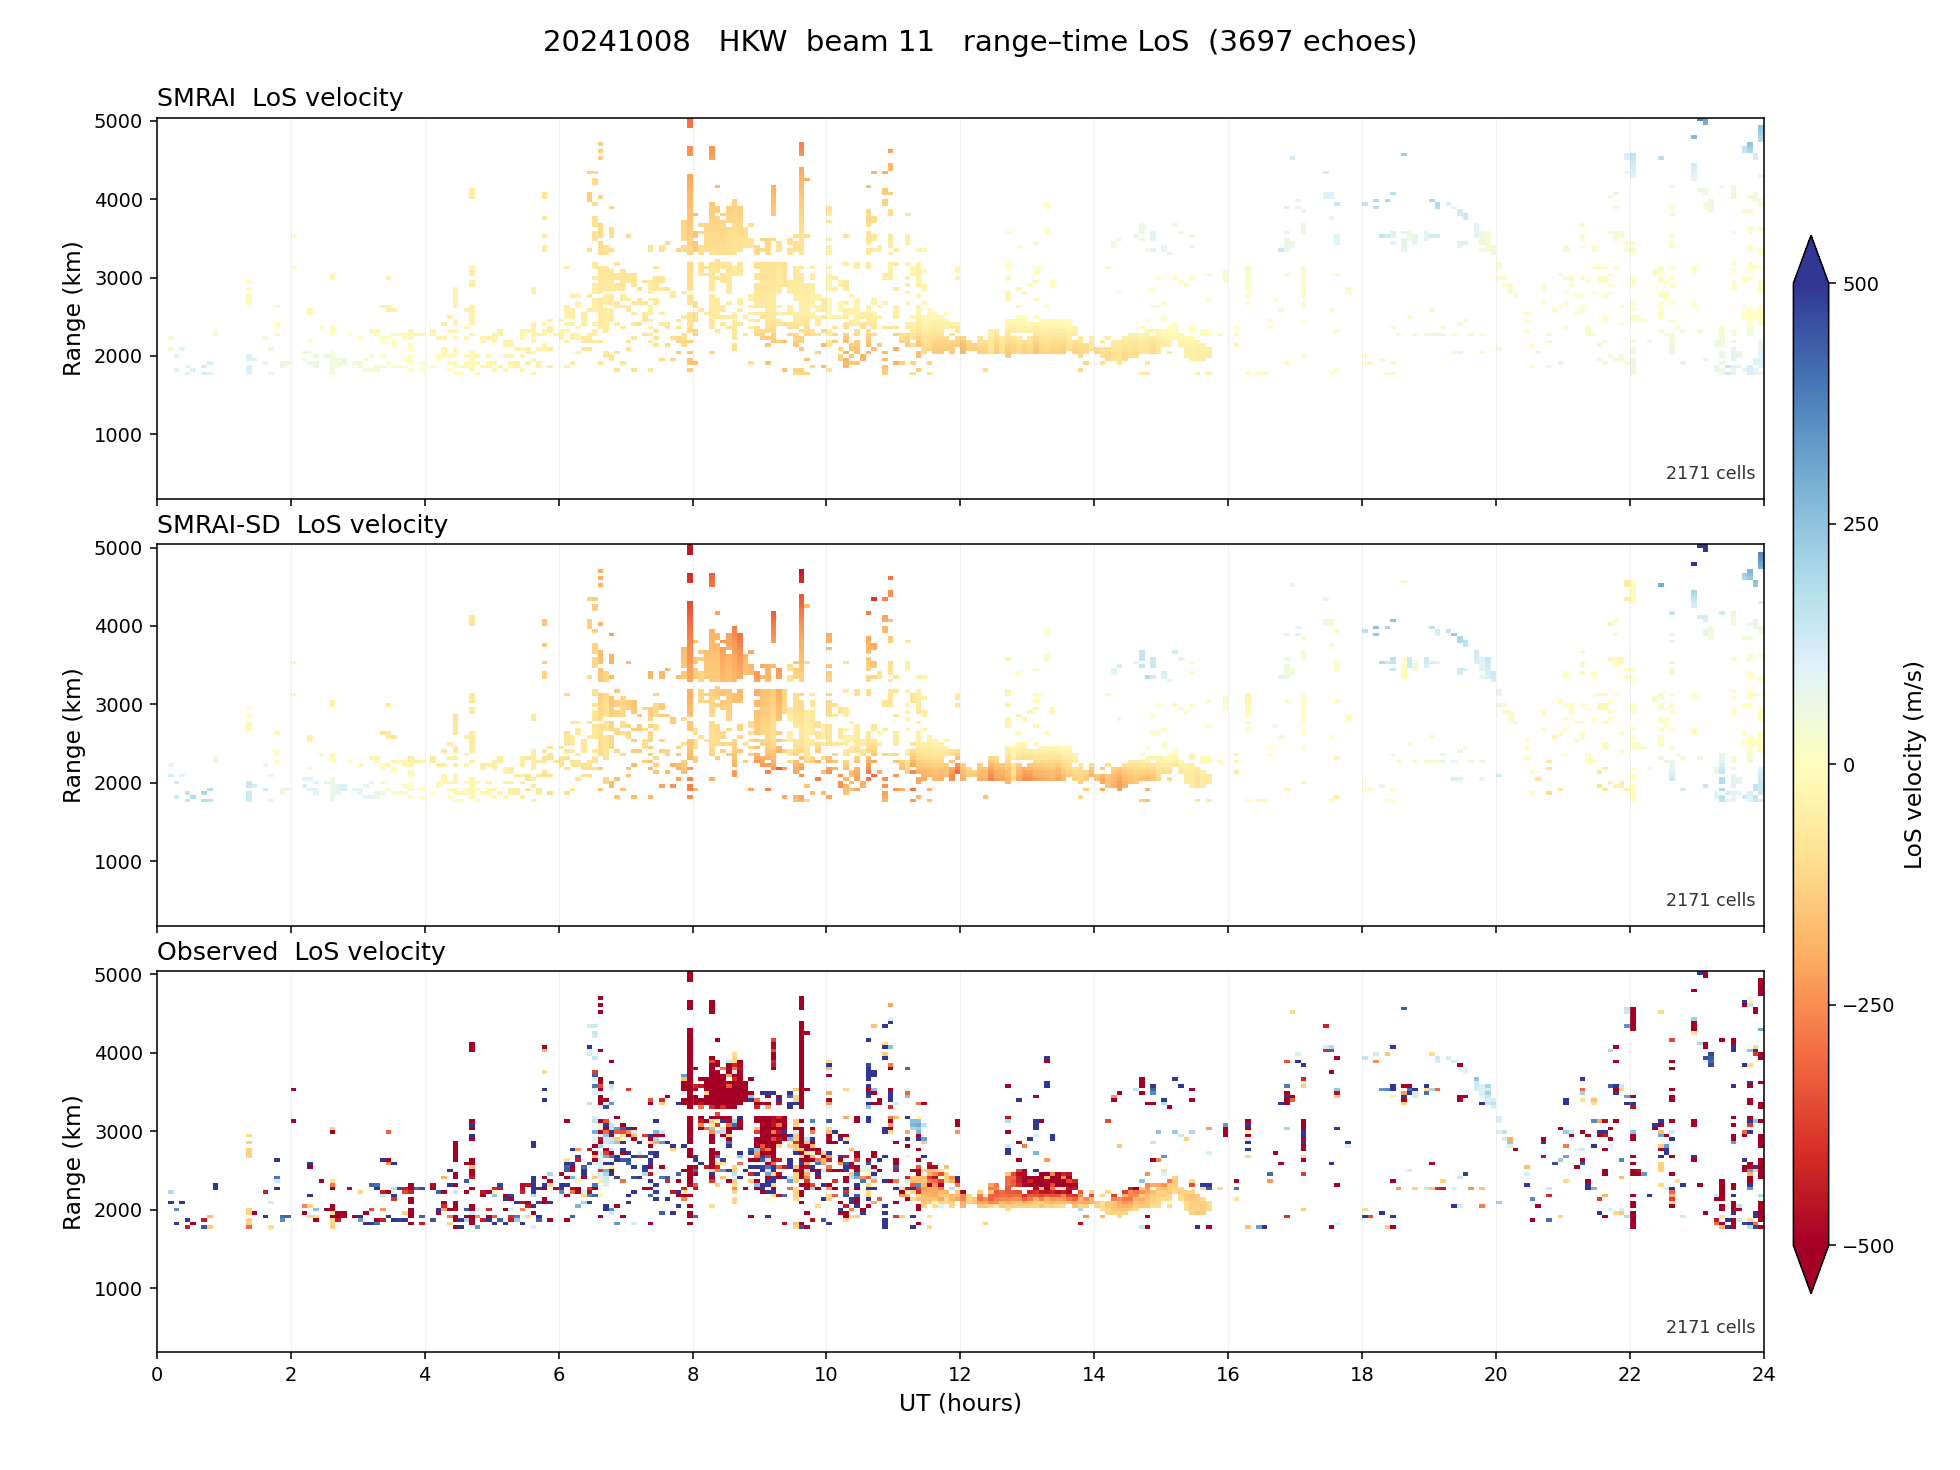 20241008   HKW  beam 11   range–time LoS  (3697 echoes)
SMRAI  LoS velocity
5000
4000
3000
2000
1000
Range (km)
2171 cells
SMRAI-SD  LoS velocity
5000
4000
3000
2000
1000
Range (km)
2171 cells
Observed  LoS velocity
5000
4000
3000
2000
1000
Range (km)
2171 cells
0 2 4 6 8 10 12 14 16 18 20 22 24
UT (hours)
500
250
0
−250
−500
LoS velocity (m/s)